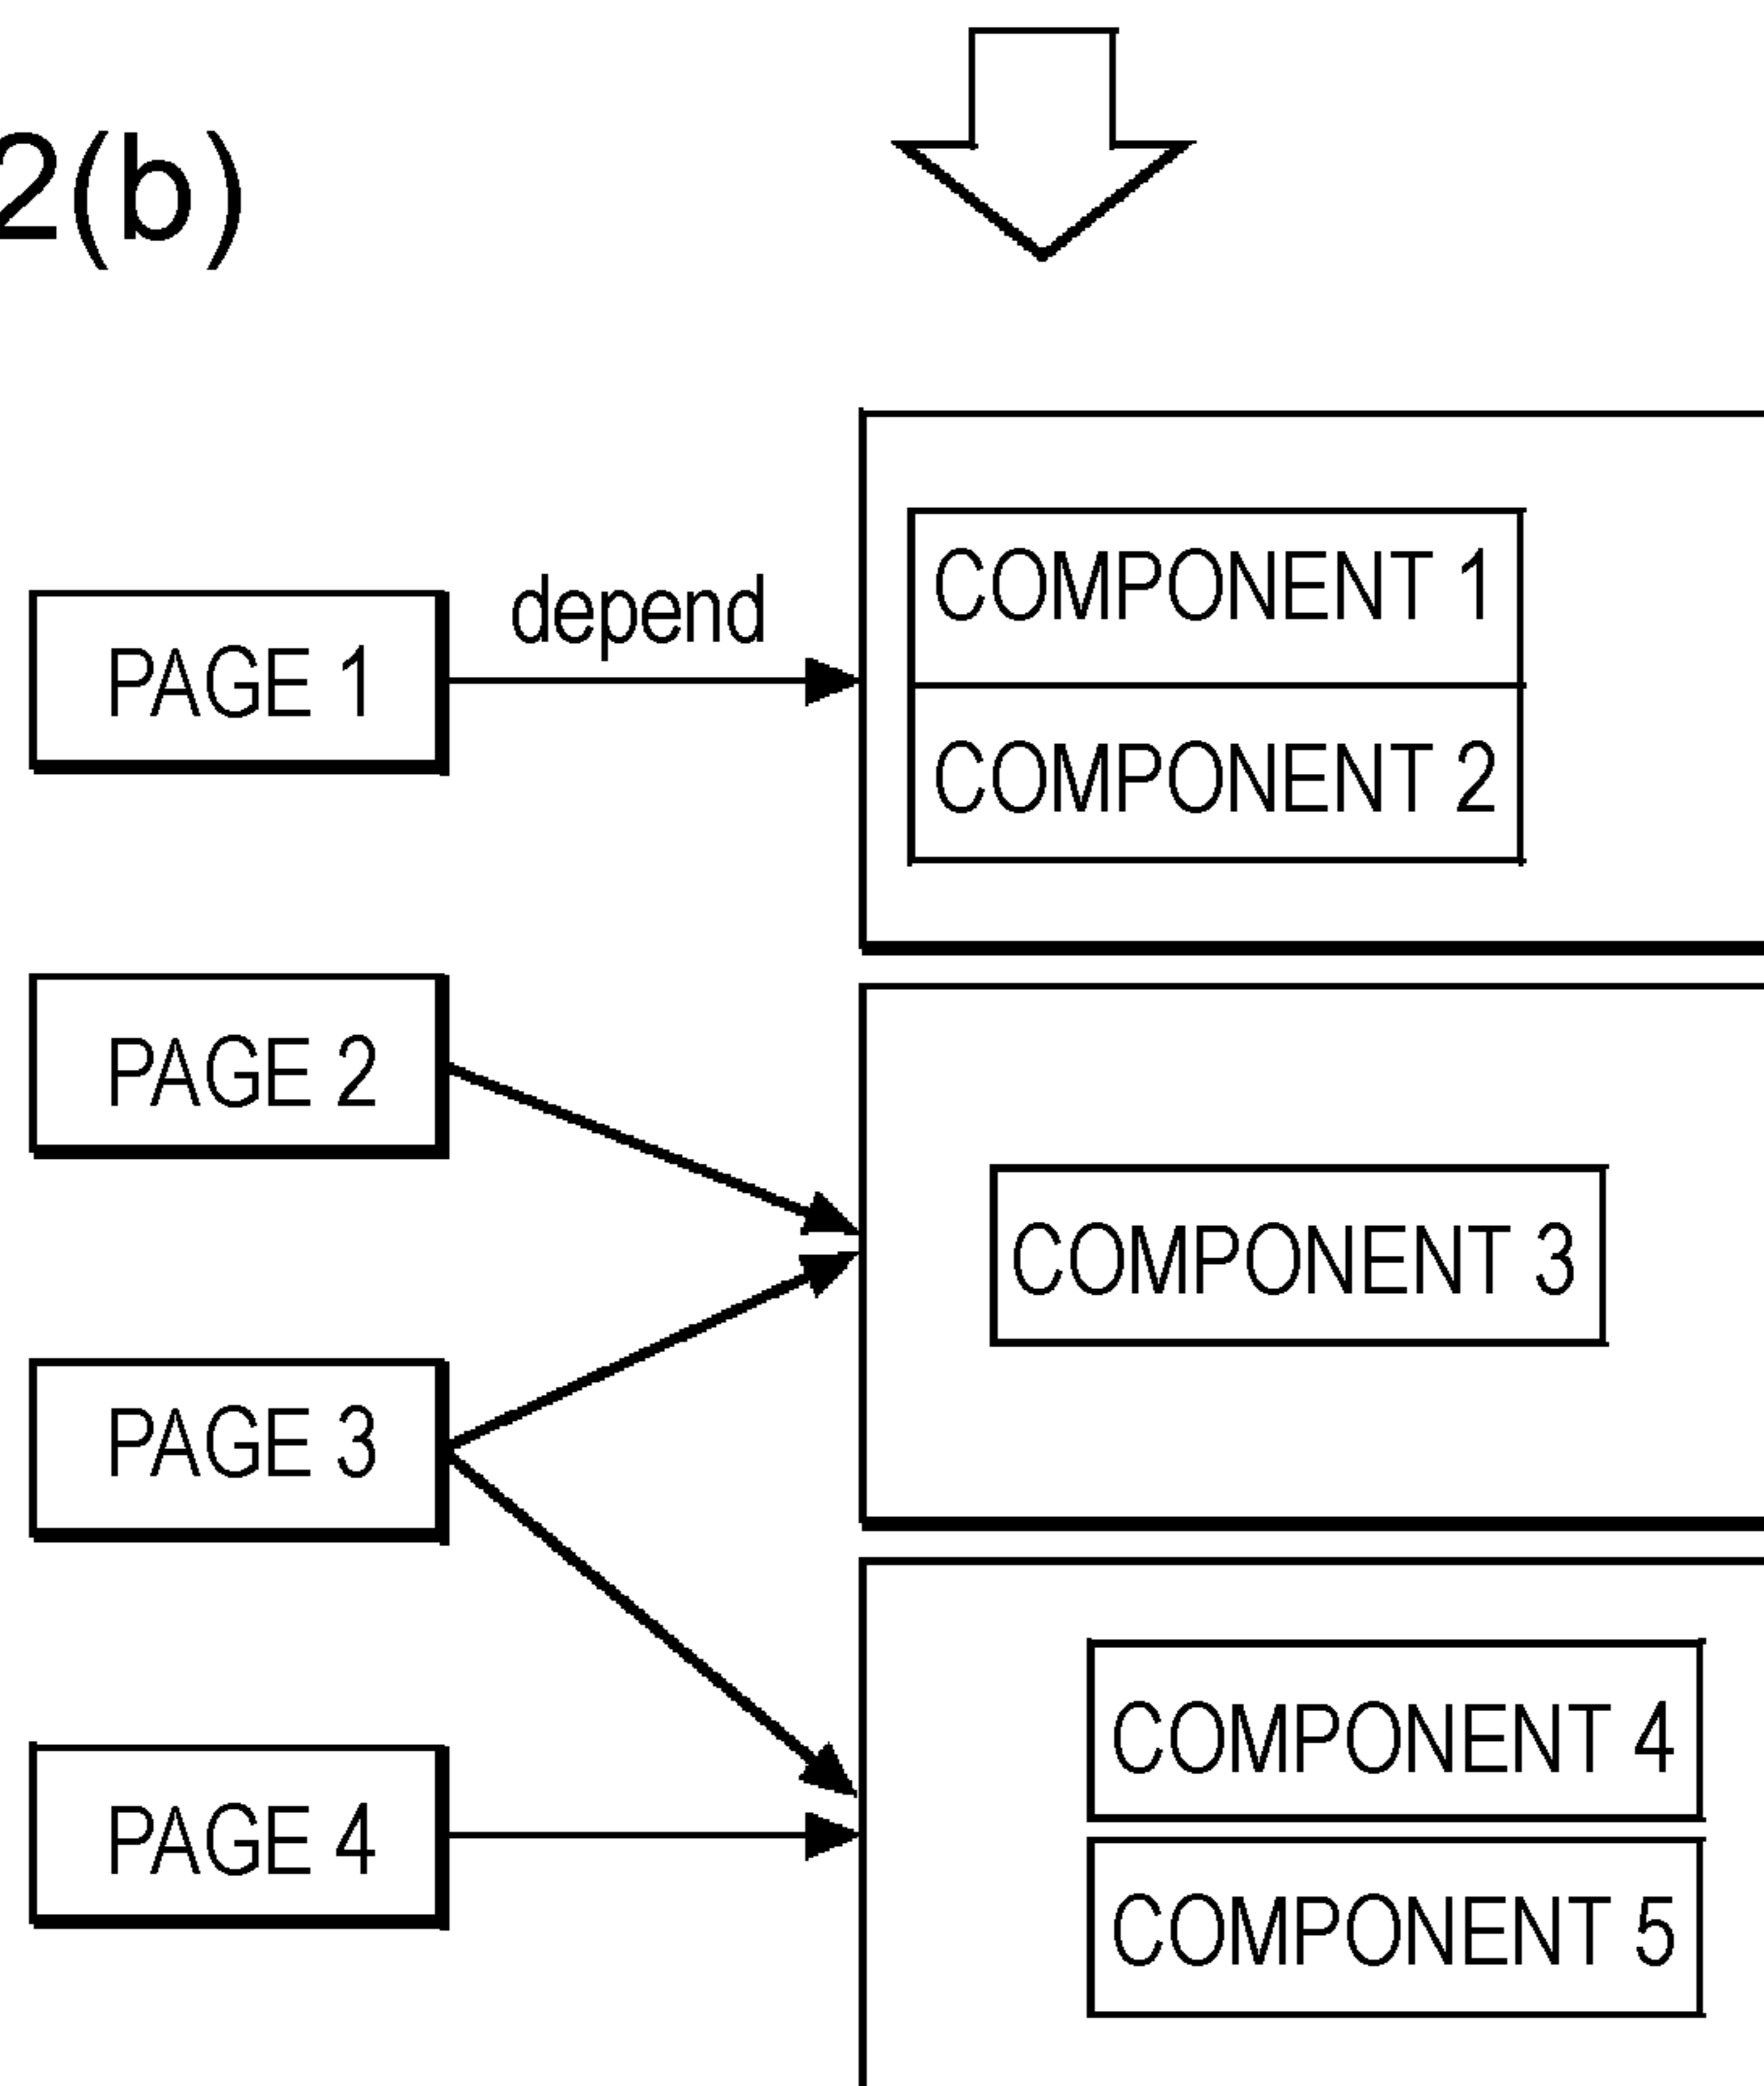 2(b)
depend
COMPONENT 1
PAGE 1
COMPONENT 2
PAGE 2
COMPONENT 3
PAGE 3
COMPONENT 4
PAGE 4
COMPONENT 5